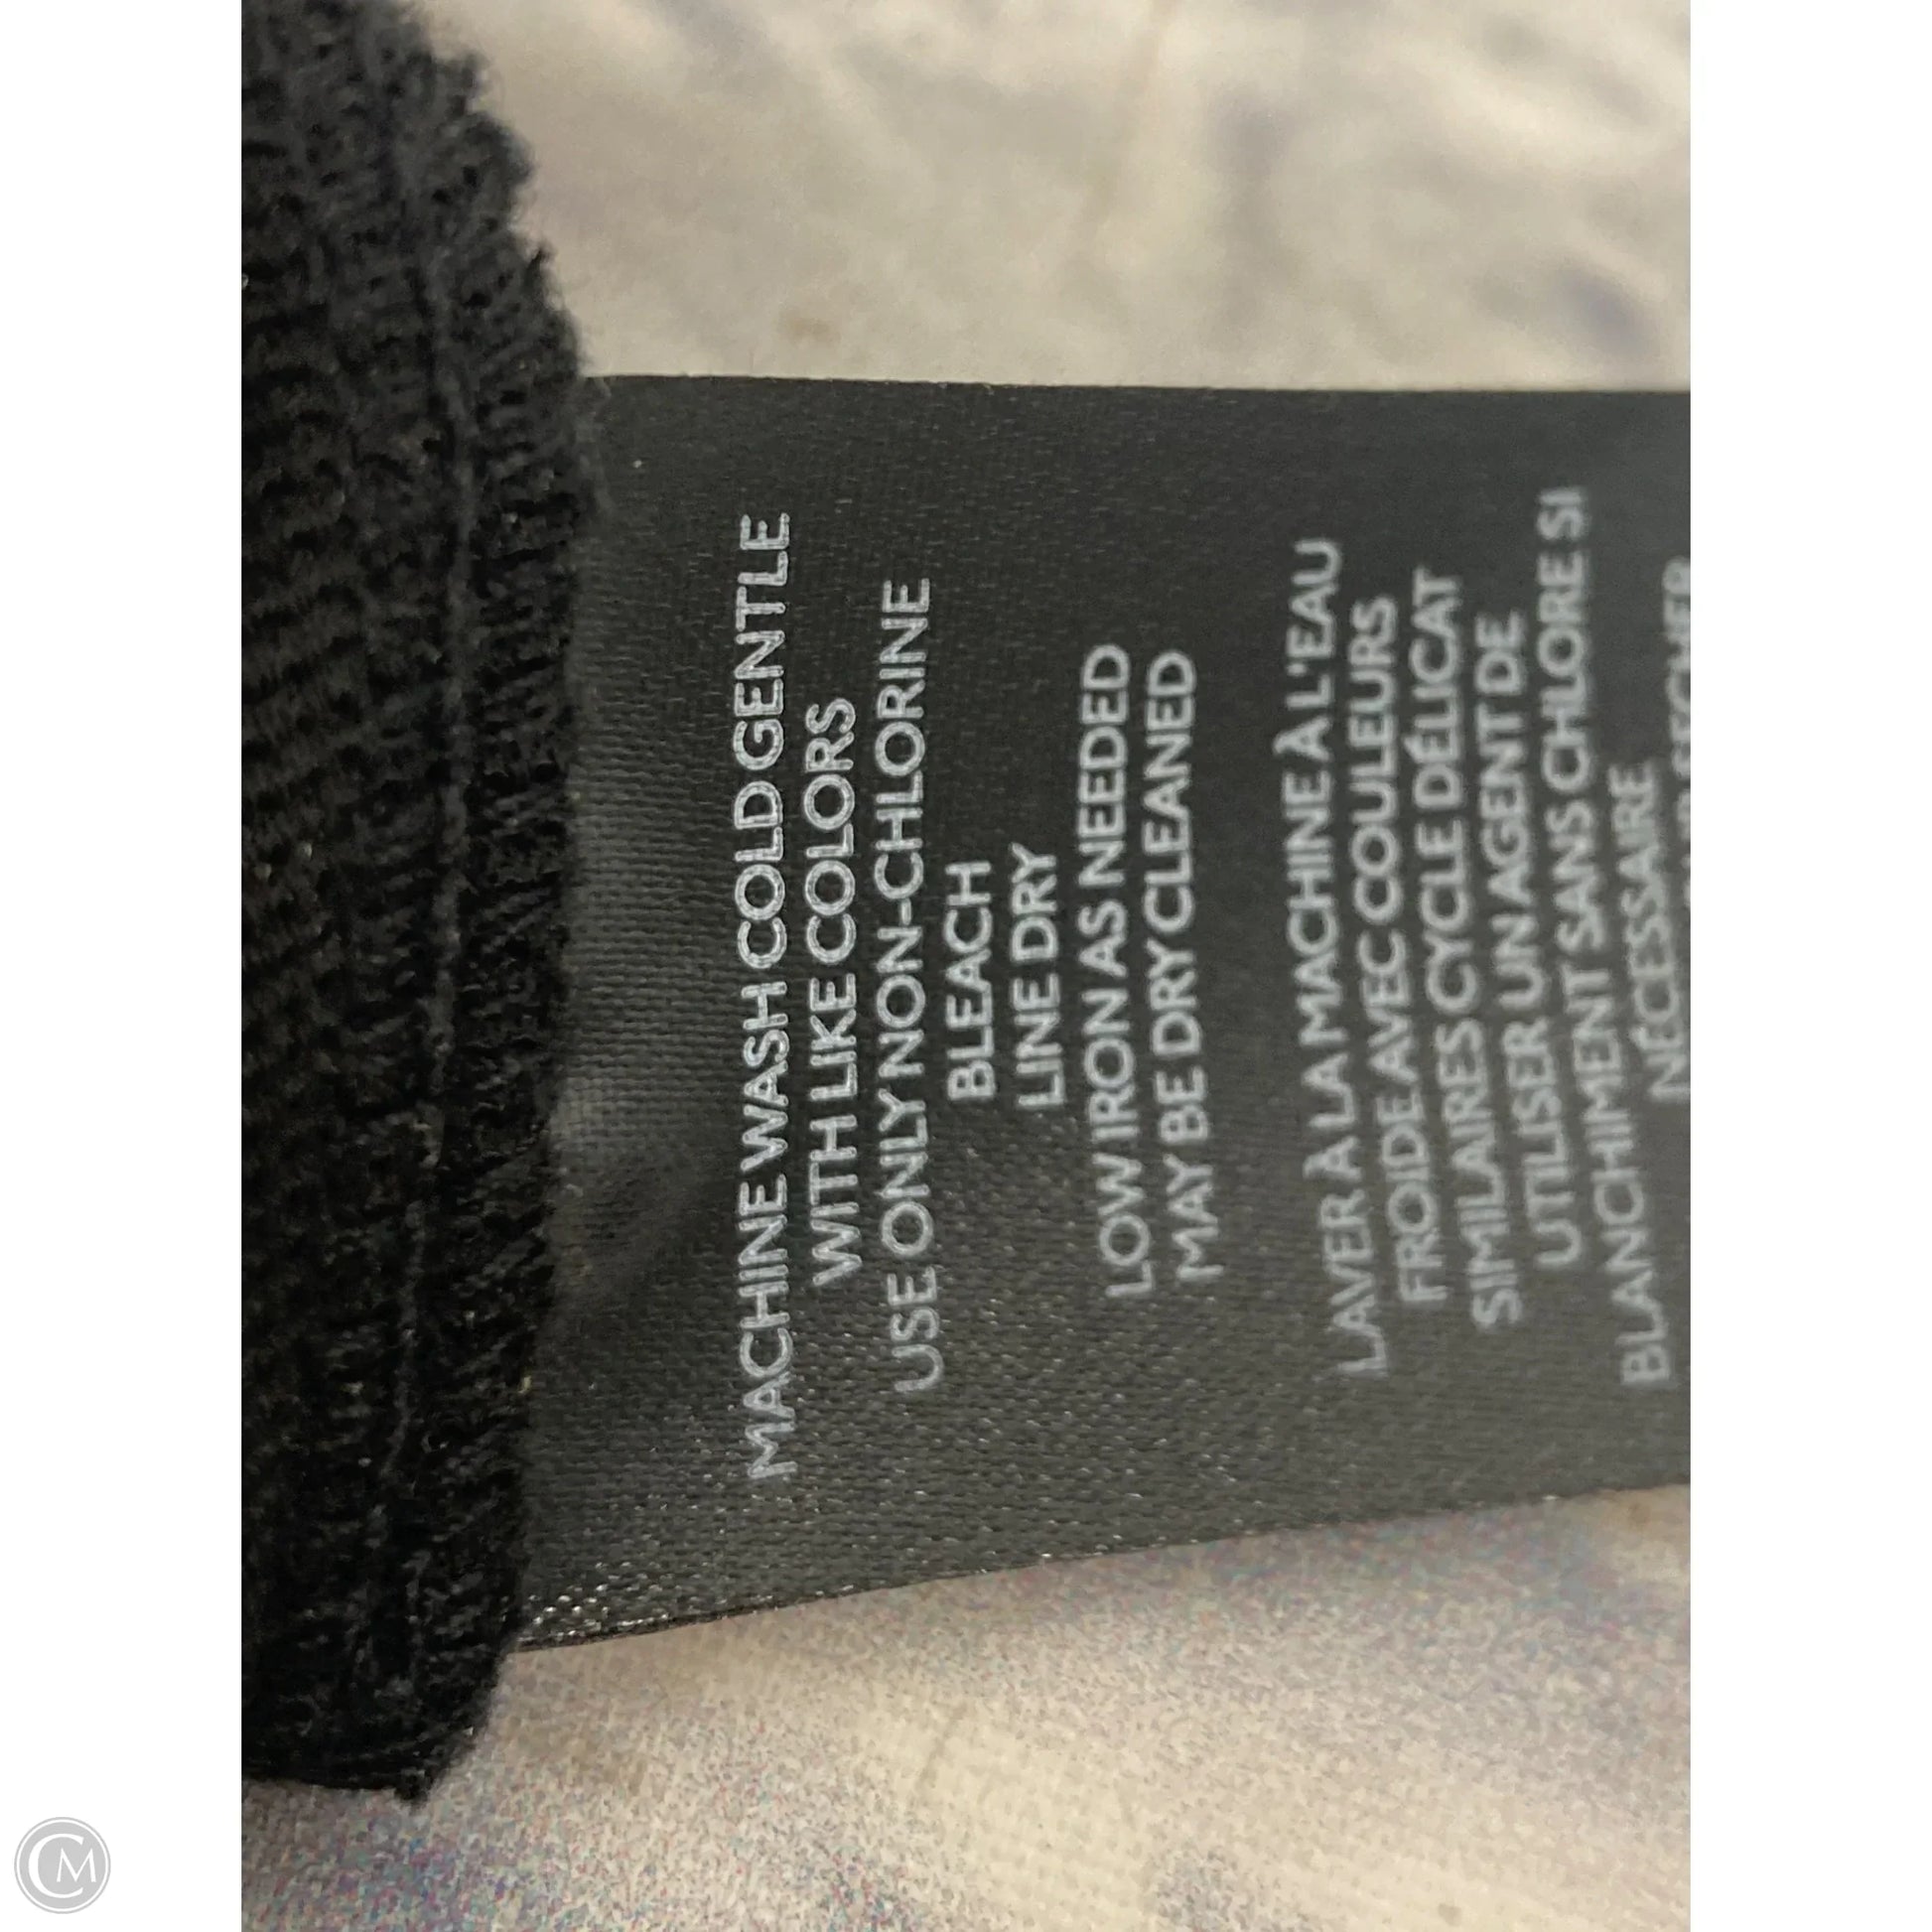 MACHINE WASH COLD GENTLE
WITH LIKE COLORS
USE ONLY NON-CHLORINE
BLEACH
LINE DRY
LOW IRON AS NEEDED
MAY BE DRY CLEANED
LAVER À LA MACHINE À L'EAU
FROIDE AVEC COULEURS
SIMILAIRES CYCLE DÉLICAT
UTILISER UN AGENT DE
BLANCHIMENT SANS CHLORE SI
NÉCESSAIRE
SÉCHER
CM